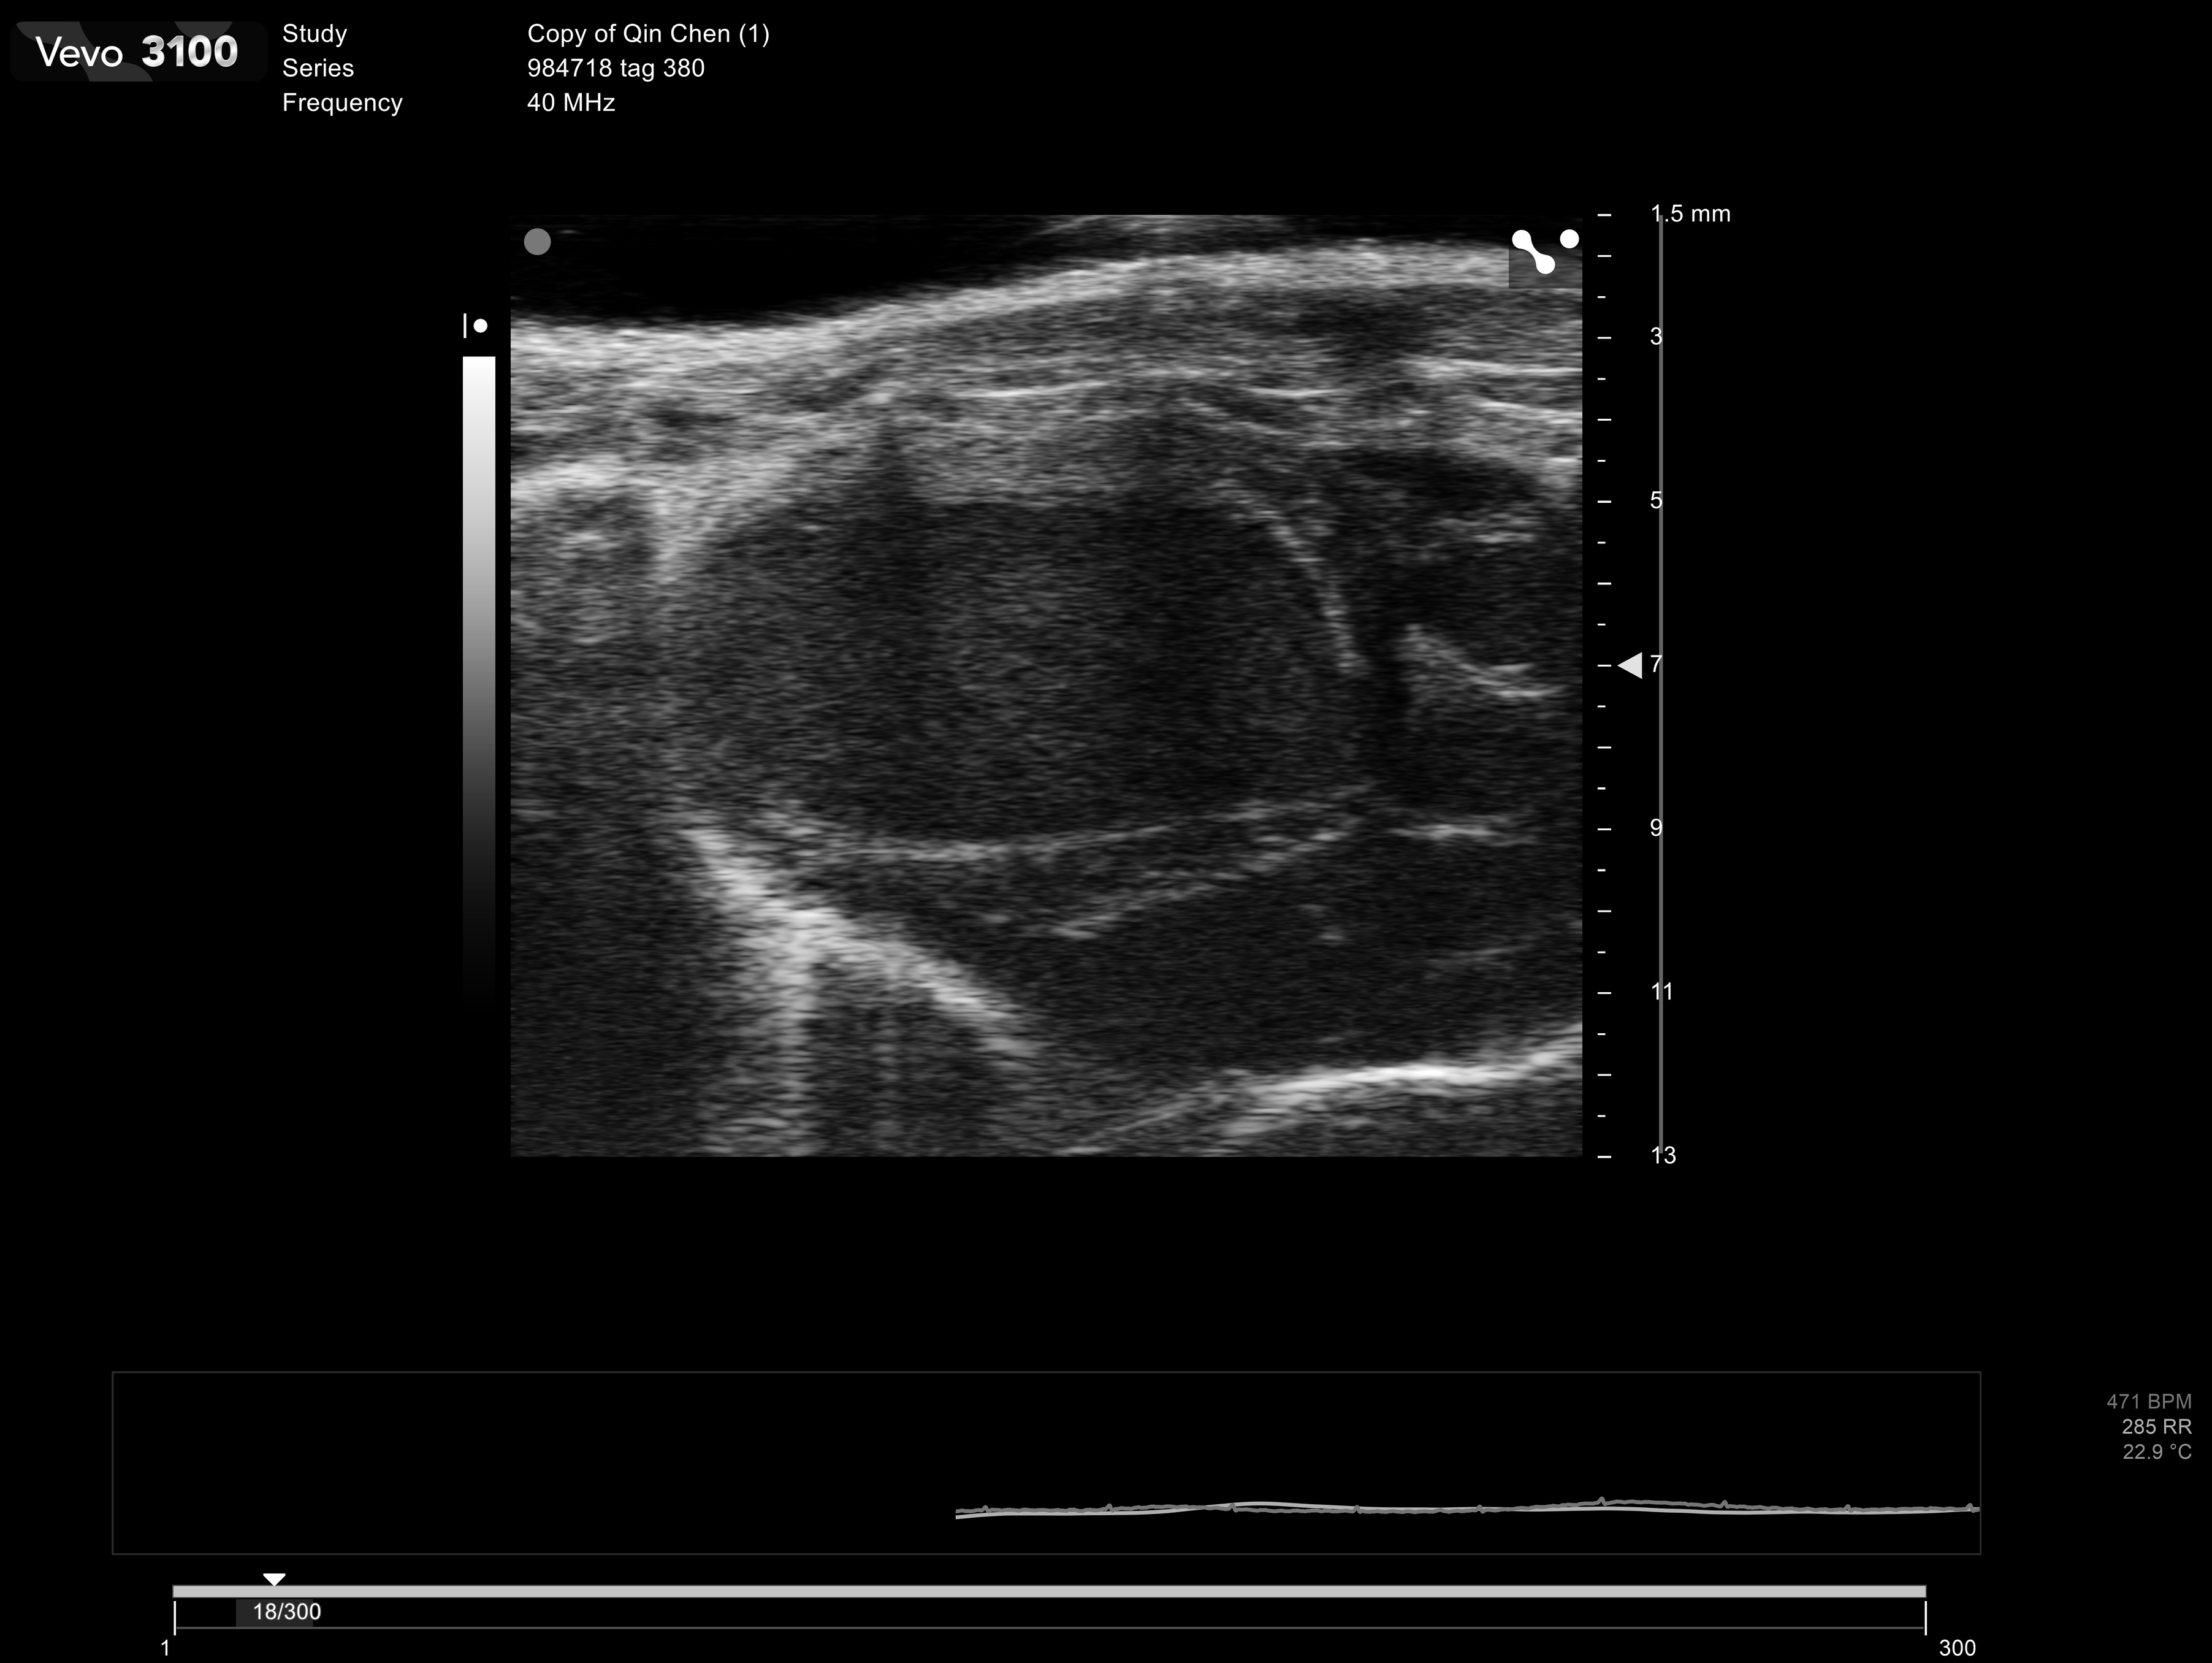 Vevo 3100
Study Copy of Qin Chen (1)
Series 984718 tag 380
Frequency 40 MHz
1.5 mm
3
5
7
9
11
13
471 BPM
285 RR
22.9 °C
18/300
1
300